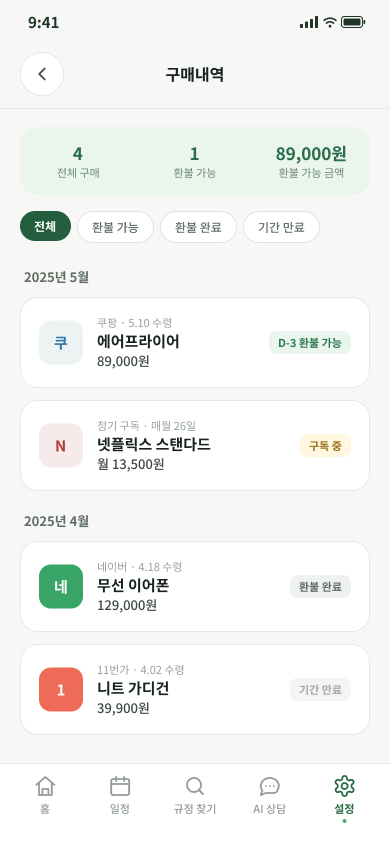 9:41
구매내역
4
전체 구매
1
환불 가능
89,000원
환불 가능 금액
전체
환불 가능
환불 완료
기간 만료
2025년 5월
쿠
쿠팡 · 5.10 수령
에어프라이어
89,000원
D-3 환불 가능
N
정기 구독 · 매월 26일
넷플릭스 스탠다드
월 13,500원
구독 중
2025년 4월
네
네이버 · 4.18 수령
무선 이어폰
129,000원
환불 완료
1
11번가 · 4.02 수령
니트 가디건
39,900원
기간 만료
홈
일정
규정 찾기
AI 상담
설정